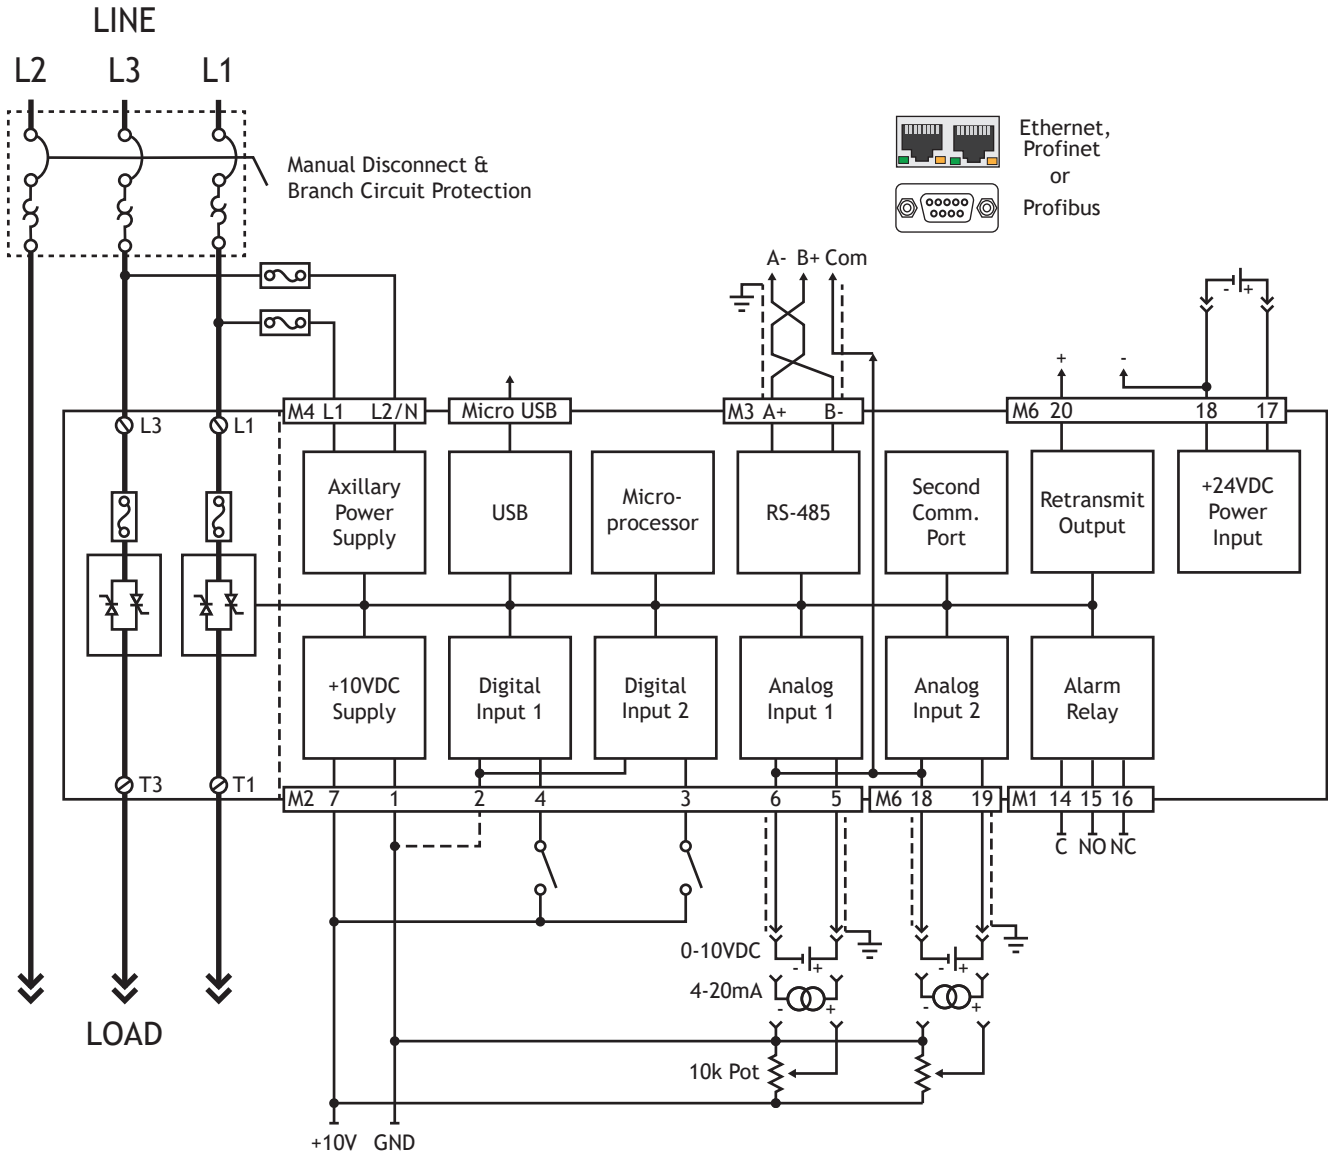 LINE
L2 L3 L1
Manual Disconnect &
Branch Circuit Protection
Ethernet,
Profinet
or
Profibus
A- B+ Com
- +
+ -
M4 L1 L2/N
Micro USB
M3 A+ B-
M6 20 18 17
L3 L1
Axillary
Power
Supply
USB
Micro-
processor
RS-485
Second
Comm.
Port
Retransmit
Output
+24VDC
Power
Input
+10VDC
Supply
Digital
Input 1
Digital
Input 2
Analog
Input 1
Analog
Input 2
Alarm
Relay
T3 T1
M2 7 1 2 4 3 6 5
M6 18 19
M1 14 15 16
C NO NC
0-10VDC
- +
- +
4-20mA
- +
- +
LOAD
10k Pot
+10V GND